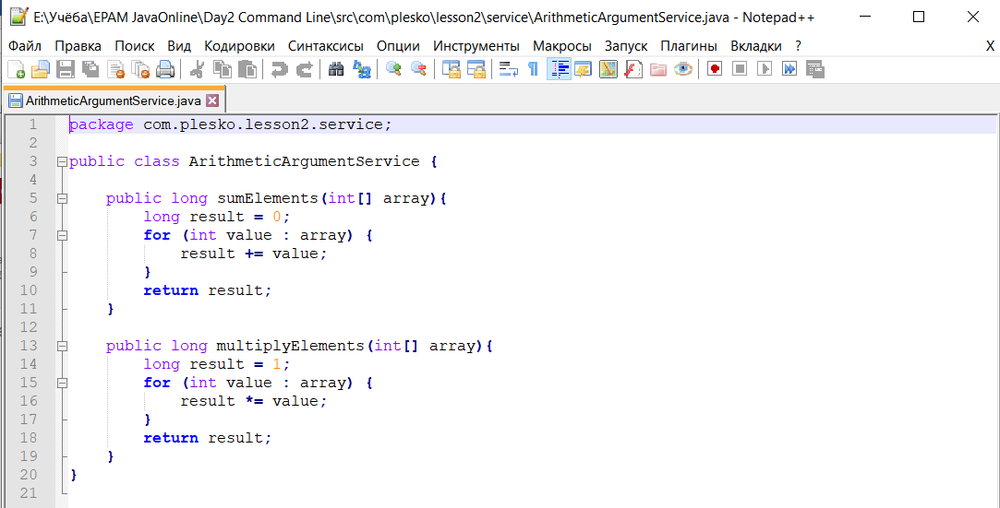 E:\Учёба\EPAM JavaOnline\Day2 Command Line\src\com\plesko\lesson2\service\ArithmeticArgumentService.java - Notepad++
Файл Правка Поиск Вид Кодировки Синтаксисы Опции Инструменты Макросы Запуск Плагины Вкладки ? X
ArithmeticArgumentService.java
1 package com.plesko.lesson2.service;
2
3 public class ArithmeticArgumentService {
4
5     public long sumElements(int[] array){
6         long result = 0;
7         for (int value : array) {
8             result += value;
9         }
10         return result;
11     }
12
13     public long multiplyElements(int[] array){
14         long result = 1;
15         for (int value : array) {
16             result *= value;
17         }
18         return result;
19     }
20 }
21